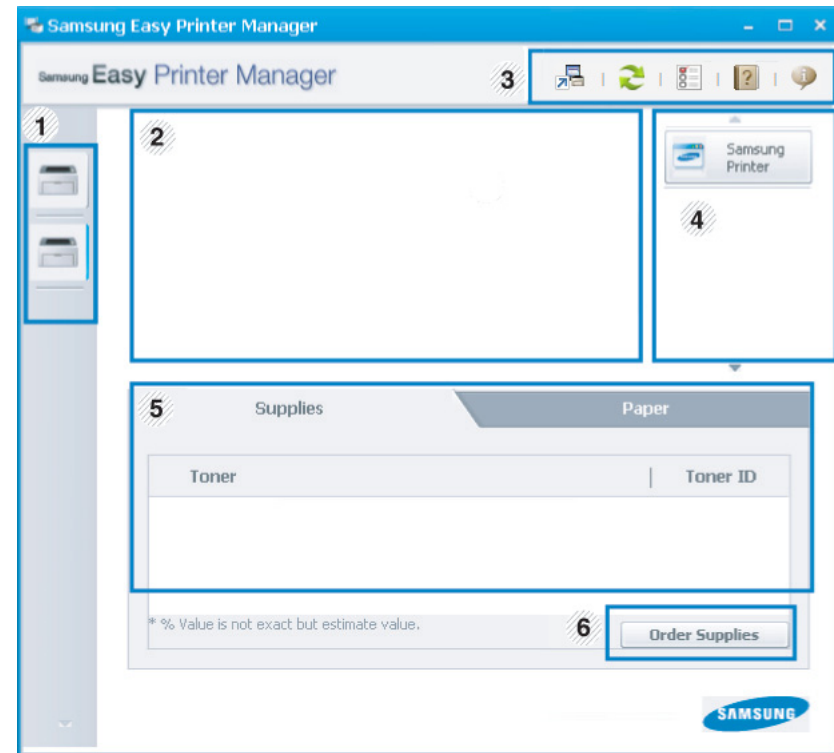 Samsung Easy Printer Manager
Samsung Easy Printer Manager
3
1
2
Samsung
Printer
4
5
Supplies
Paper
Toner
Toner ID
* % Value is not exact but estimate value.
6
Order Supplies
SAMSUNG